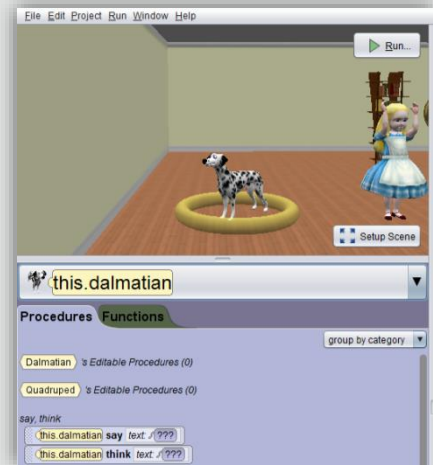 File Edit Project Run Window Help
Run...
Setup Scene
this.dalmatian
Procedures Functions
group by category
Dalmatian 's Editable Procedures (0)
Quadruped 's Editable Procedures (0)
say, think
this.dalmatian say text: ???
this.dalmatian think text: ???